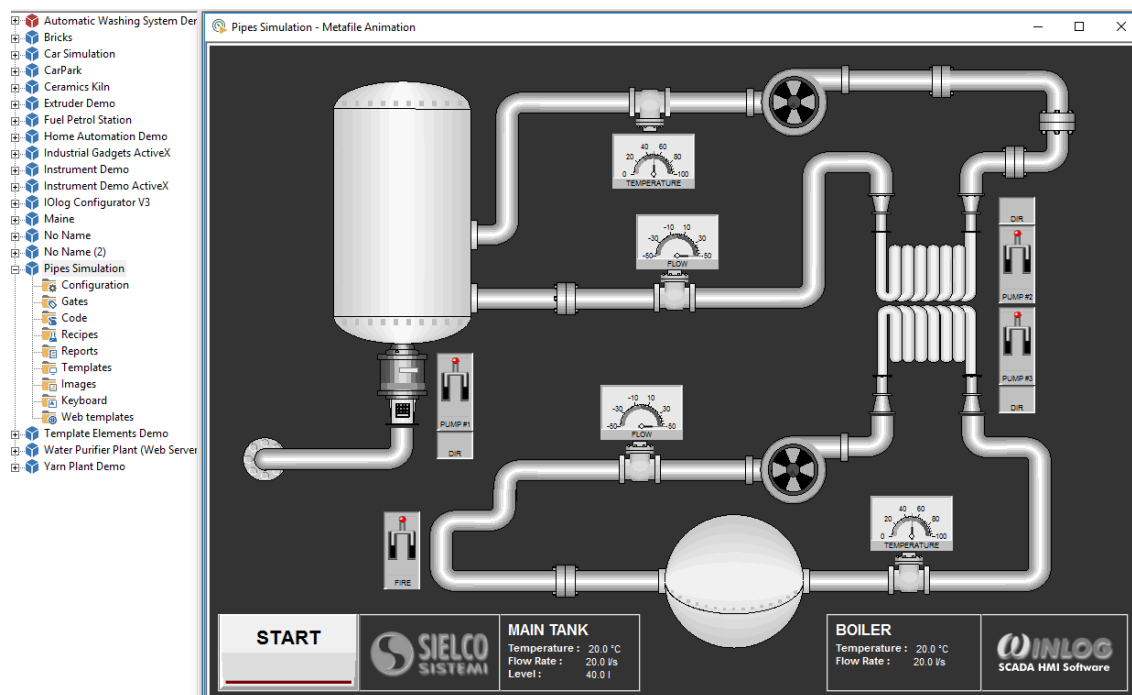 Automatic Washing System Der
Bricks
Car Simulation
CarPark
Ceramics Kiln
Extruder Demo
Fuel Petrol Station
Home Automation Demo
Industrial Gadgets ActiveX
Instrument Demo
Instrument Demo ActiveX
IOlog Configurator V3
Maine
No Name
No Name (2)
Pipes Simulation
Configuration
Gates
Code
Recipes
Reports
Templates
Images
Keyboard
Web templates
Template Elements Demo
Water Purifier Plant (Web Server
Yarn Plant Demo
Pipes Simulation - Metafile Animation
0 20 40 60 80 100
TEMPERATURE
-50 -30 -10 10 30 50
FLOW
DIR
PUMP #2
PUMP #3
DIR
PUMP #1
DIR
-50 -30 -10 10 30 50
FLOW
0 20 40 60 80 100
TEMPERATURE
FIRE
START
SIELCO
SISTEMI
MAIN TANK
Temperature : 20.0 °C
Flow Rate : 20.0 l/s
Level : 40.0 l
BOILER
Temperature : 20.0 °C
Flow Rate : 20.0 l/s
WINLOG
SCADA HMI Software